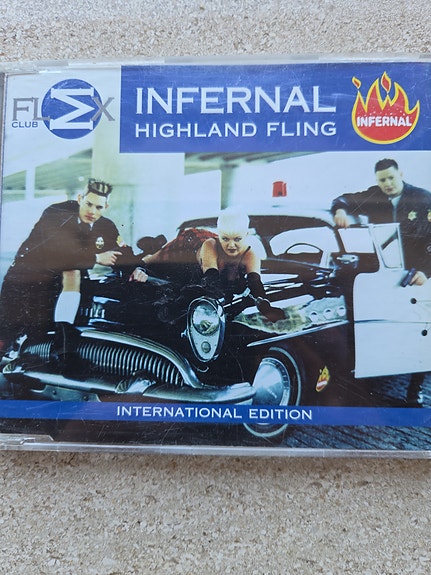 FLEX
CLUB
INFERNAL
HIGHLAND FLING
INFERNAL
INTERNATIONAL EDITION